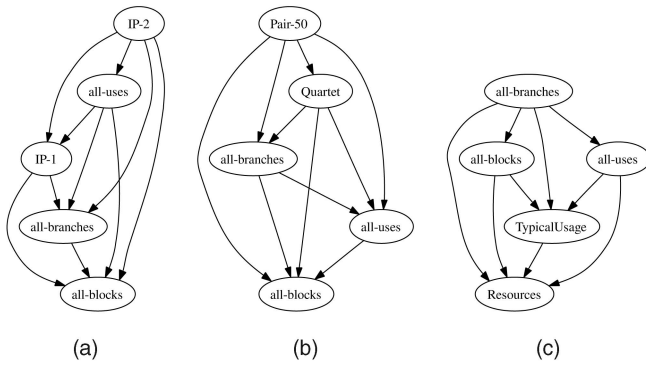 IP-2
all-uses
IP-1
all-branches
all-blocks
(a)
Pair-50
Quartet
all-branches
all-uses
all-blocks
(b)
all-branches
all-blocks
all-uses
TypicalUsage
Resources
(c)